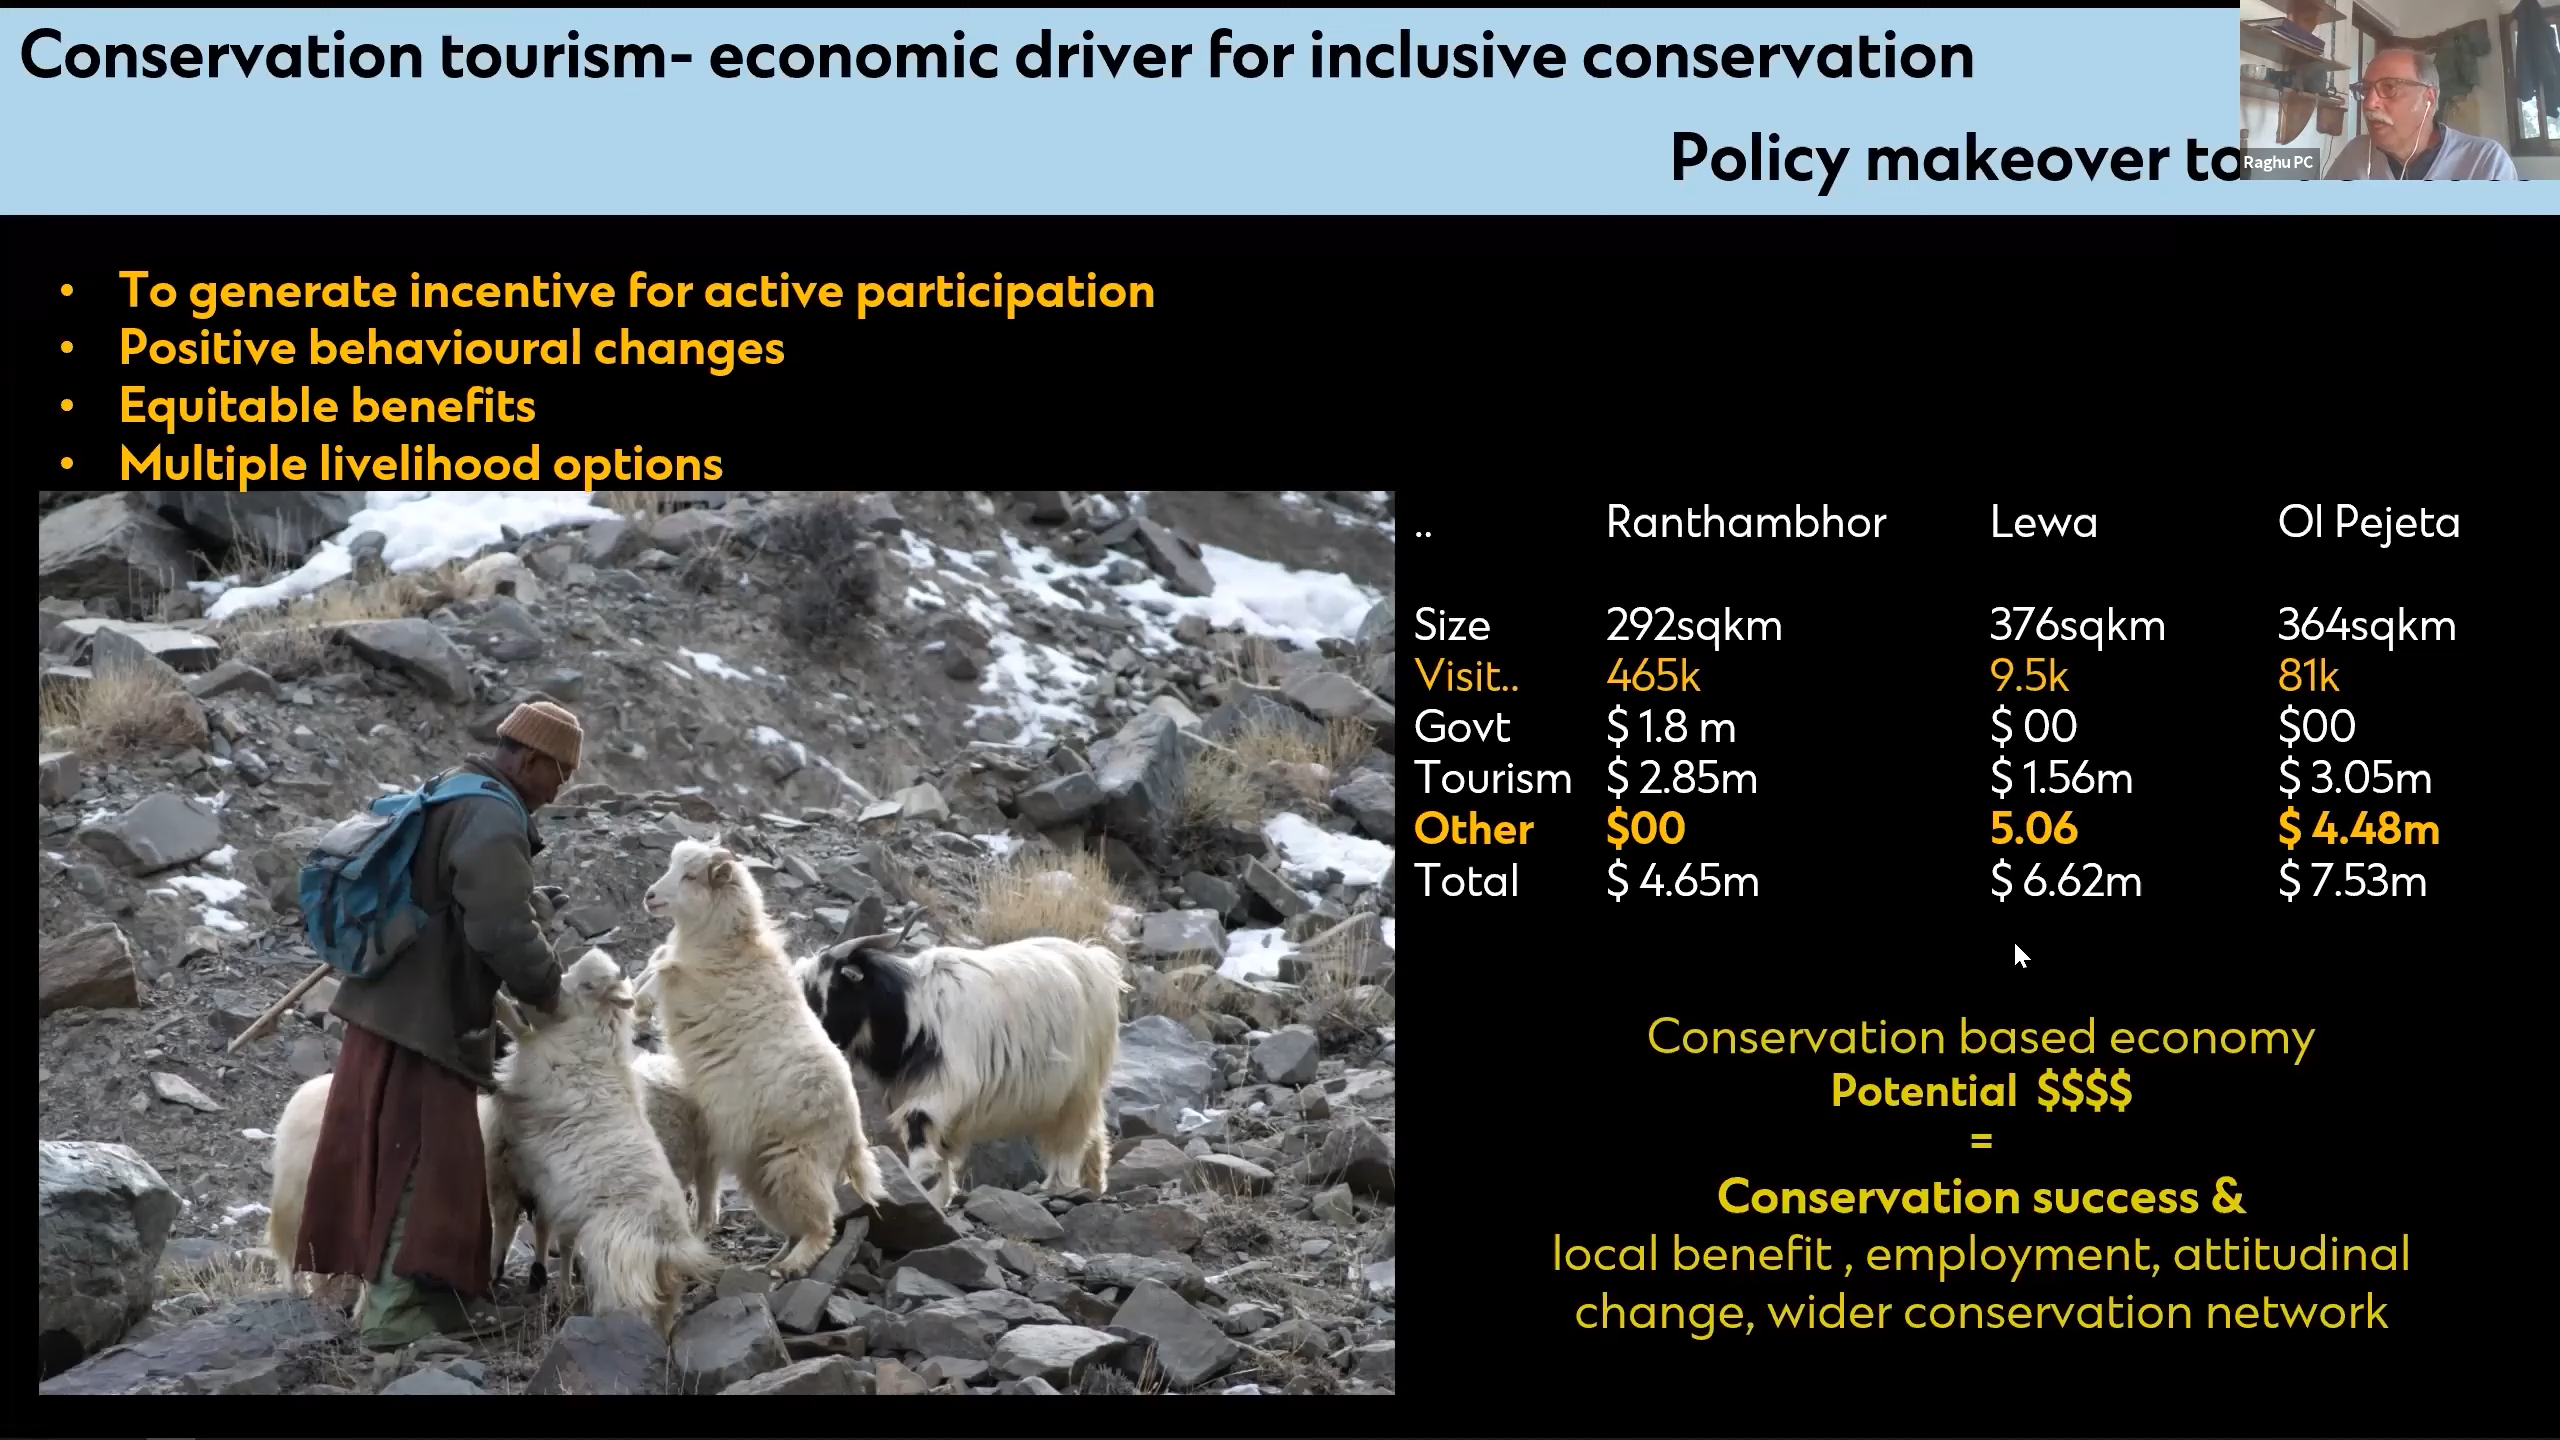 Conservation tourism- economic driver for inclusive conservation
Policy makeover to
Raghu PC
• To generate incentive for active participation
• Positive behavioural changes
• Equitable benefits
• Multiple livelihood options
.. Ranthambhor Lewa Ol Pejeta
Size 292sqkm 376sqkm 364sqkm
Visit.. 465k 9.5k 81k
Govt $ 1.8 m $ 00 $00
Tourism $ 2.85m $ 1.56m $ 3.05m
Other $00 5.06 $ 4.48m
Total $ 4.65m $ 6.62m $ 7.53m
Conservation based economy
Potential $$$$
=
Conservation success &
local benefit , employment, attitudinal
change, wider conservation network